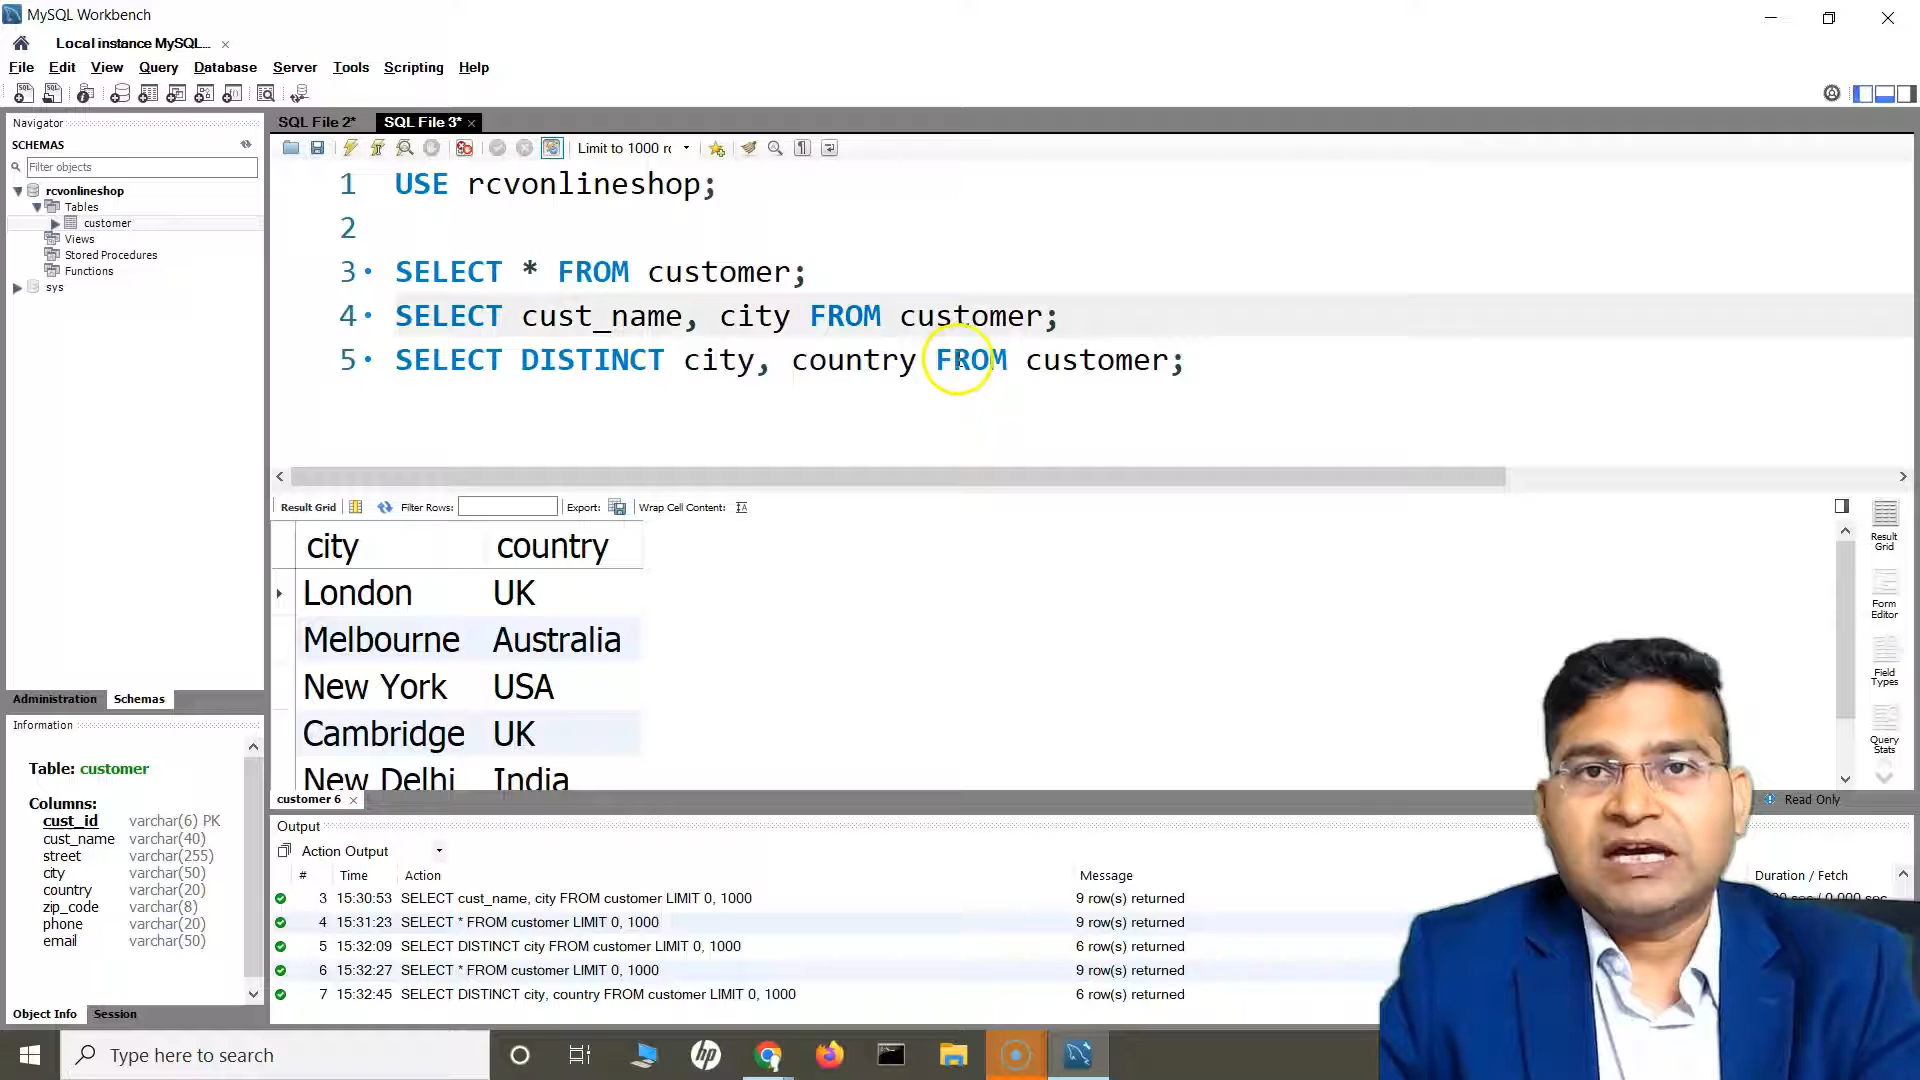 MySQL Workbench
Local instance MySQL...
File Edit View Query Database Server Tools Scripting Help
Navigator
SCHEMAS
Filter objects
rcvonlineshop
Tables
customer
Views
Stored Procedures
Functions
sys
Administration Schemas
Information
Table: customer
Columns:
cust_id varchar(6) PK
cust_name varchar(40)
street varchar(255)
city varchar(50)
country varchar(20)
zip_code varchar(8)
phone varchar(20)
email varchar(50)
Object Info Session
SQL File 2* SQL File 3*
Limit to 1000 rc
1 USE rcvonlineshop;
2
3 SELECT * FROM customer;
4 SELECT cust_name, city FROM customer;
5 SELECT DISTINCT city, country FROM customer;
Result Grid Filter Rows: Export: Wrap Cell Content:
city country
London UK
Melbourne Australia
New York USA
Cambridge UK
New Delhi India
Result Grid
Form Editor
Field Types
Query Stats
customer 6 Read Only
Output
Action Output
# Time Action Message Duration / Fetch
3 15:30:53 SELECT cust_name, city FROM customer LIMIT 0, 1000 9 row(s) returned
4 15:31:23 SELECT * FROM customer LIMIT 0, 1000 9 row(s) returned
5 15:32:09 SELECT DISTINCT city FROM customer LIMIT 0, 1000 6 row(s) returned
6 15:32:27 SELECT * FROM customer LIMIT 0, 1000 9 row(s) returned
7 15:32:45 SELECT DISTINCT city, country FROM customer LIMIT 0, 1000 6 row(s) returned
Type here to search
hp